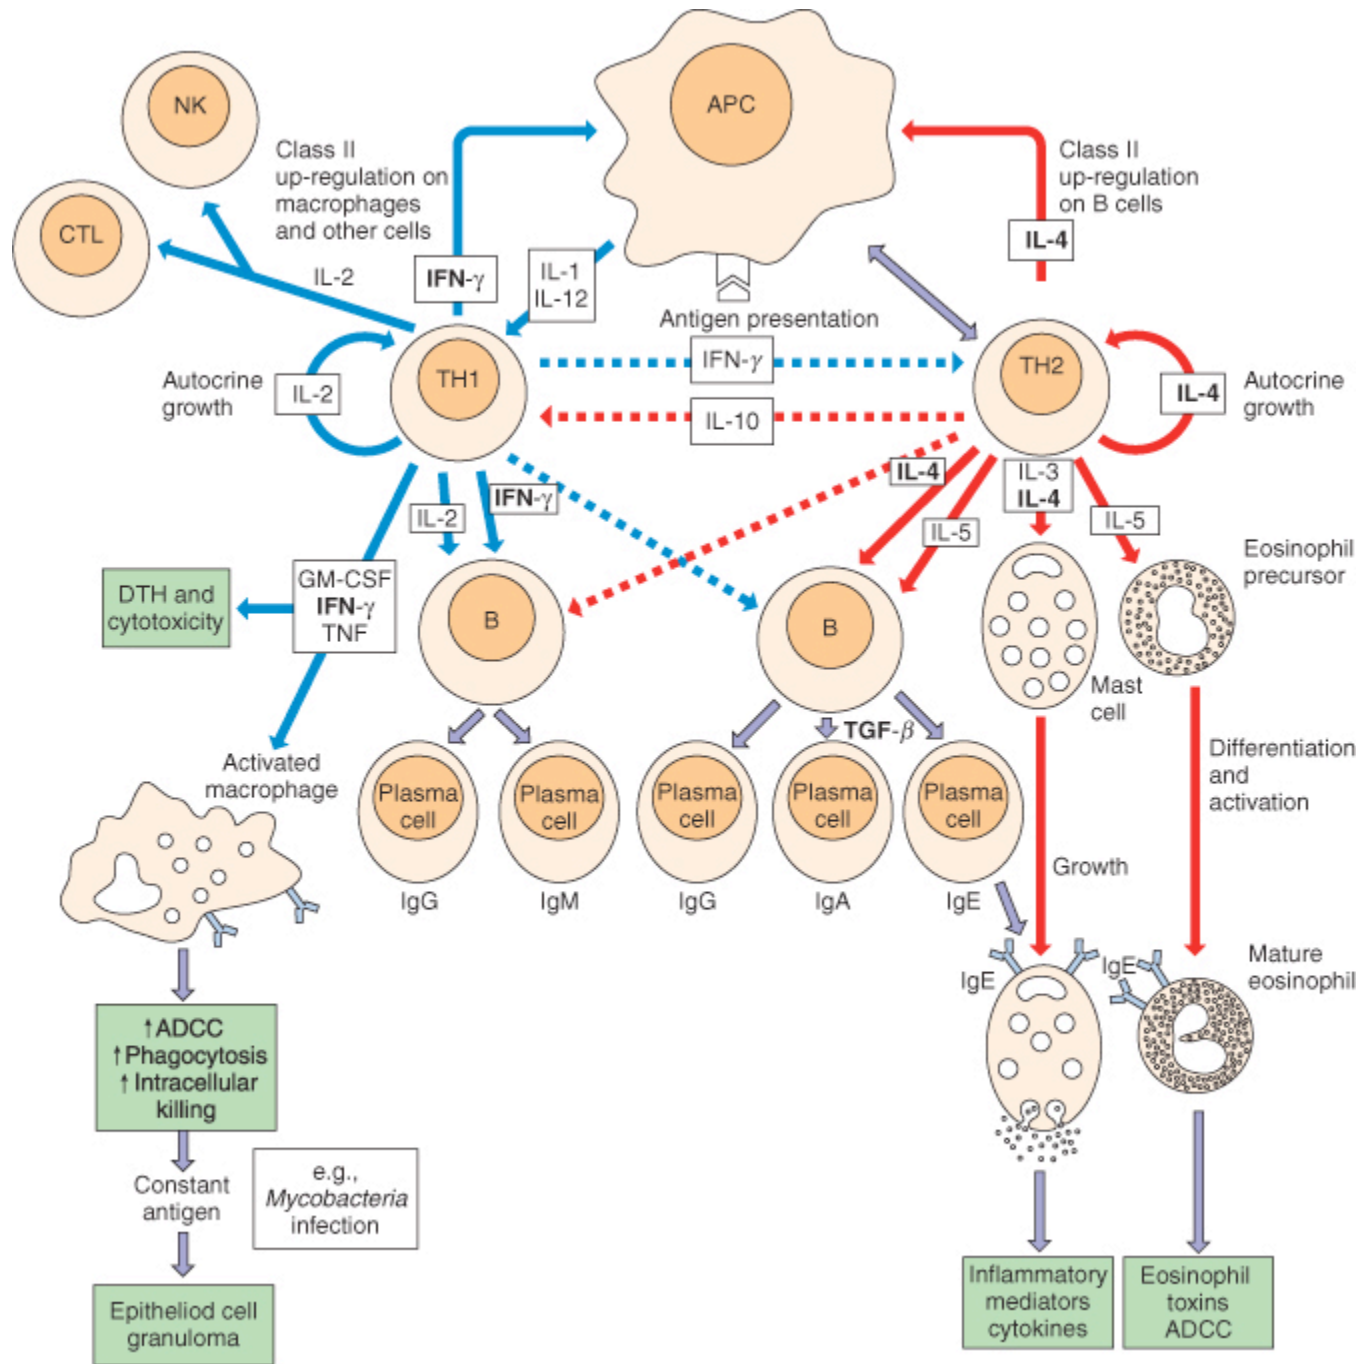 NK
APC
CTL
Class II
up-regulation on
macrophages
and other cells
Class II
up-regulation
on B cells
IL-2
IFN-γ
IL-1
IL-12
IL-4
Antigen presentation
TH1
IFN-γ
TH2
Autocrine
growth
IL-2
IL-10
IL-4
Autocrine
growth
IL-2
IFN-γ
IL-4
IL-5
IL-3
IL-4
IL-5
DTH and
cytotoxicity
GM-CSF
IFN-γ
TNF
B
B
Eosinophil
precursor
Mast
cell
TGF-β
Activated
macrophage
Plasma
cell
Plasma
cell
Plasma
cell
Plasma
cell
Plasma
cell
Differentiation
and
activation
IgG
IgM
IgG
IgA
IgE
Growth
IgE
IgE
Mature
eosinophil
↑ADCC
↑Phagocytosis
↑Intracellular
killing
Constant
antigen
e.g.,
Mycobacteria
infection
Epitheliod cell
granuloma
Inflammatory
mediators
cytokines
Eosinophil
toxins
ADCC